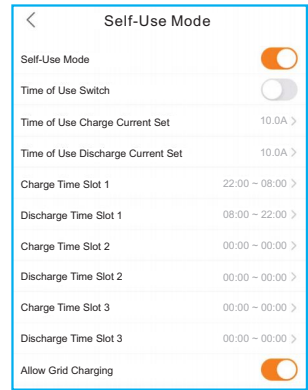 Self-Use Mode
Self-Use Mode
Time of Use Switch
Time of Use Charge Current Set 10.0A
Time of Use Discharge Current Set 10.0A
Charge Time Slot 1 22:00 ~ 08:00
Discharge Time Slot 1 08:00 ~ 22:00
Charge Time Slot 2 00:00 ~ 00:00
Discharge Time Slot 2 00:00 ~ 00:00
Charge Time Slot 3 00:00 ~ 00:00
Discharge Time Slot 3 00:00 ~ 00:00
Allow Grid Charging